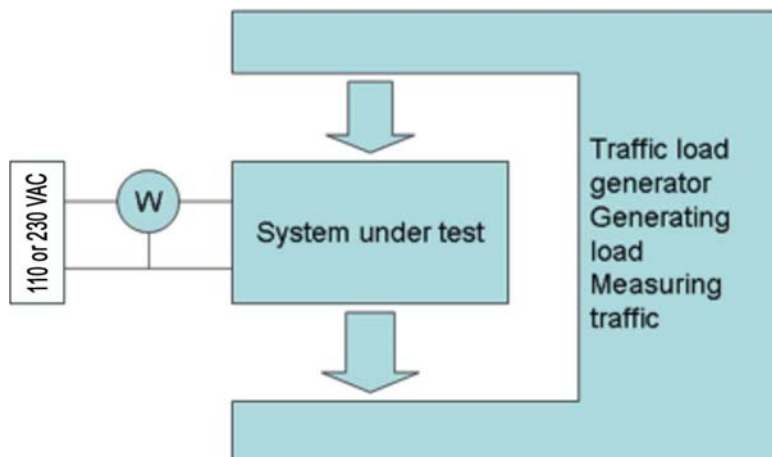 110 or 230 VAC
W
System under test
Traffic load
generator
Generating
load
Measuring
traffic